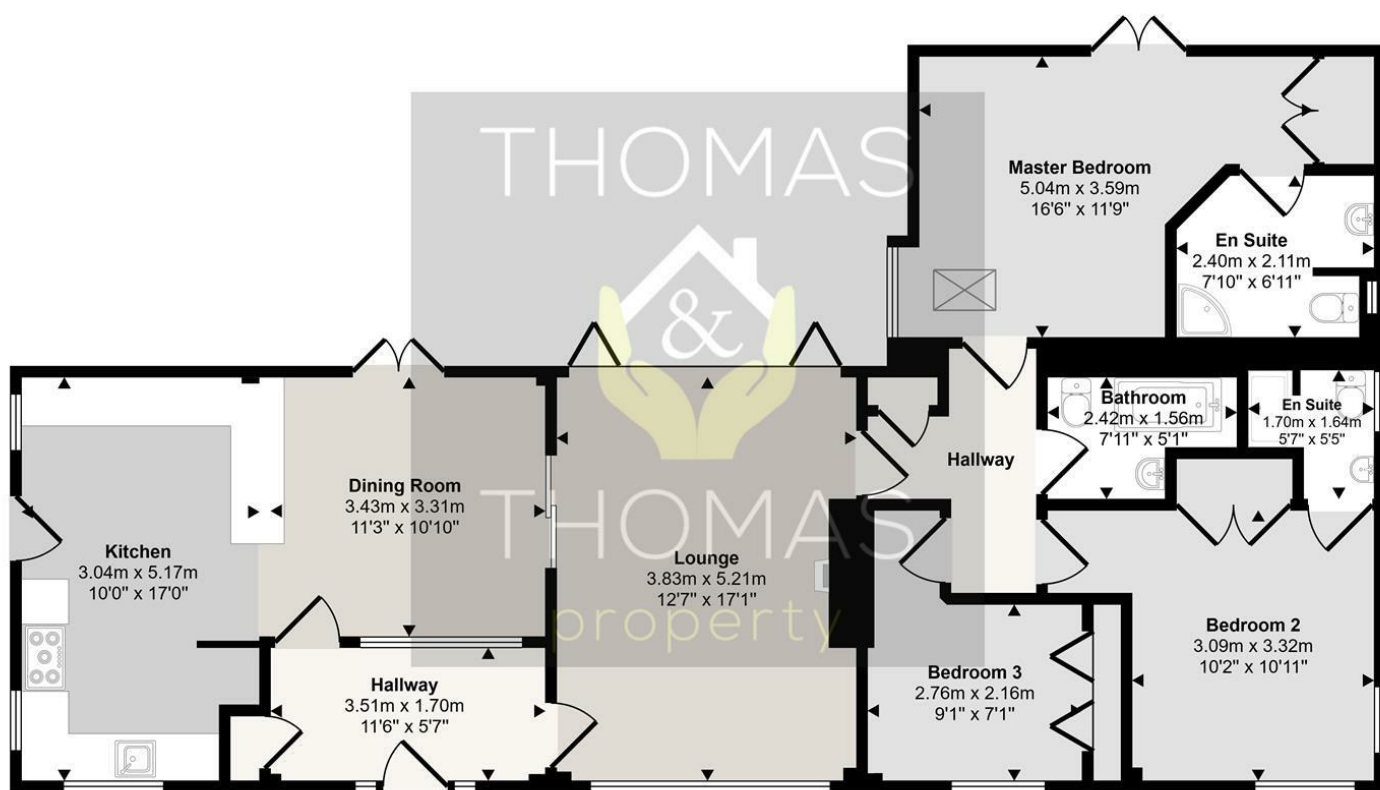 THOMAS
&
THOMAS
property
Master Bedroom
5.04m x 3.59m
16'6" x 11'9"
En Suite
2.40m x 2.11m
7'10" x 6'11"
Bathroom
2.42m x 1.56m
7'11" x 5'1"
En Suite
1.70m x 1.64m
5'7" x 5'5"
Hallway
Dining Room
3.43m x 3.31m
11'3" x 10'10"
Kitchen
3.04m x 5.17m
10'0" x 17'0"
Lounge
3.83m x 5.21m
12'7" x 17'1"
Bedroom 2
3.09m x 3.32m
10'2" x 10'11"
Bedroom 3
2.76m x 2.16m
9'1" x 7'1"
Hallway
3.51m x 1.70m
11'6" x 5'7"